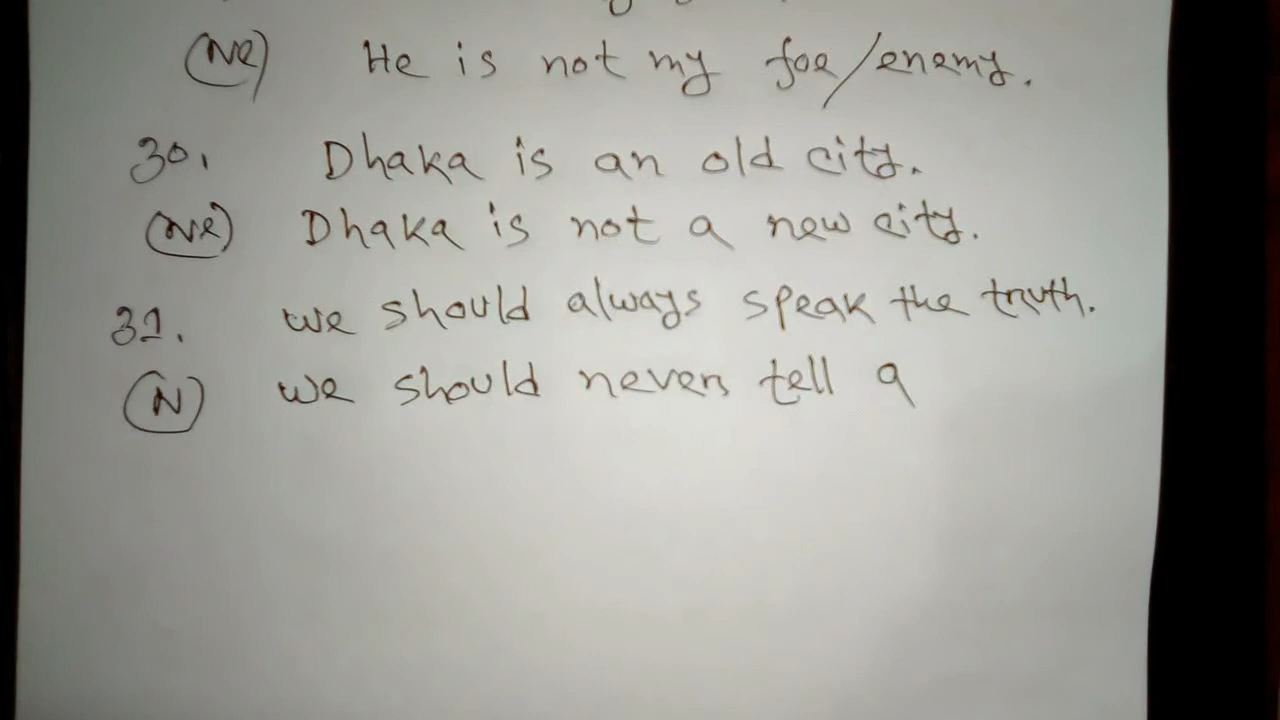 (Ne) He is not my foe/enemy.
30. Dhaka is an old city.
(Ne) Dhaka is not a new city.
31. we should always speak the truth.
(N) we should never tell a